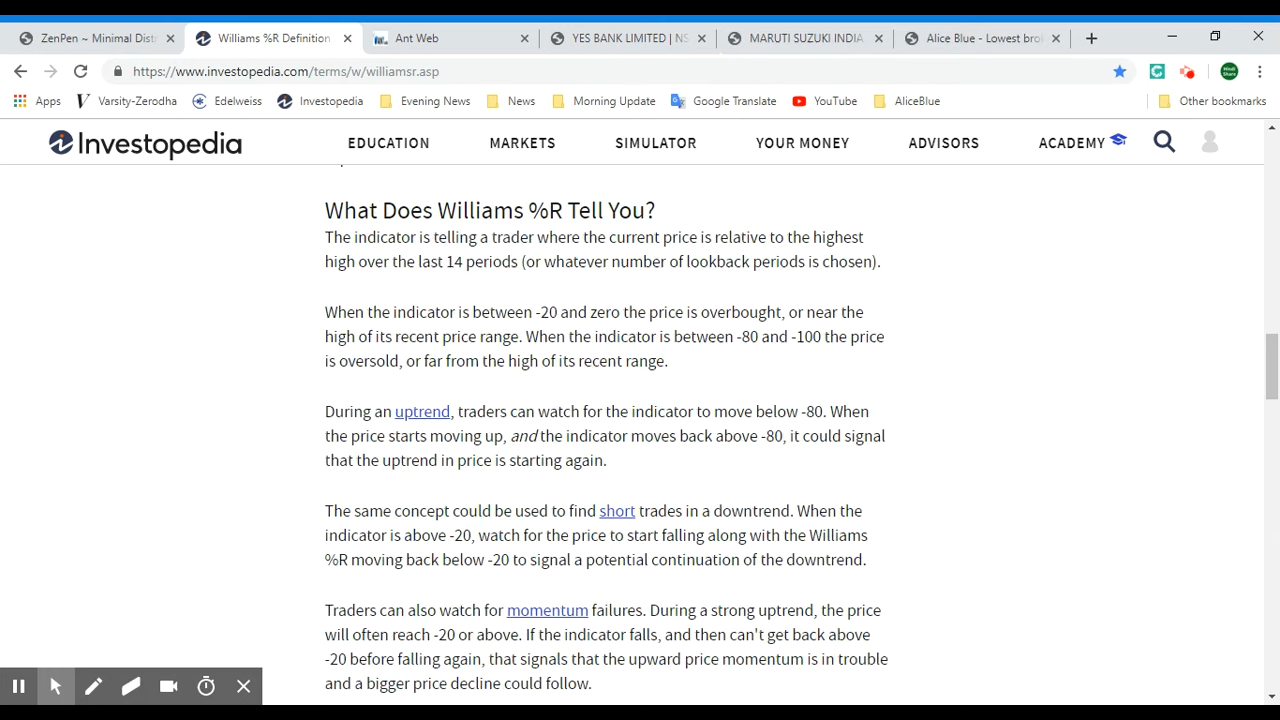 ZenPen ~ Minimal Dist
Williams %R Definition
Ant Web
YES BANK LIMITED | NS
MARUTI SUZUKI INDIA
Alice Blue - Lowest bro
https://www.investopedia.com/terms/w/williamsr.asp
Apps
Varsity-Zerodha
Edelweiss
Investopedia
Evening News
News
Morning Update
Google Translate
YouTube
AliceBlue
Other bookmarks
Investopedia
EDUCATION
MARKETS
SIMULATOR
YOUR MONEY
ADVISORS
ACADEMY
What Does Williams %R Tell You?
The indicator is telling a trader where the current price is relative to the highest
high over the last 14 periods (or whatever number of lookback periods is chosen).
When the indicator is between -20 and zero the price is overbought, or near the
high of its recent price range. When the indicator is between -80 and -100 the price
is oversold, or far from the high of its recent range.
During an uptrend, traders can watch for the indicator to move below -80. When
the price starts moving up, and the indicator moves back above -80, it could signal
that the uptrend in price is starting again.
The same concept could be used to find short trades in a downtrend. When the
indicator is above -20, watch for the price to start falling along with the Williams
%R moving back below -20 to signal a potential continuation of the downtrend.
Traders can also watch for momentum failures. During a strong uptrend, the price
will often reach -20 or above. If the indicator falls, and then can't get back above
-20 before falling again, that signals that the upward price momentum is in trouble
and a bigger price decline could follow.